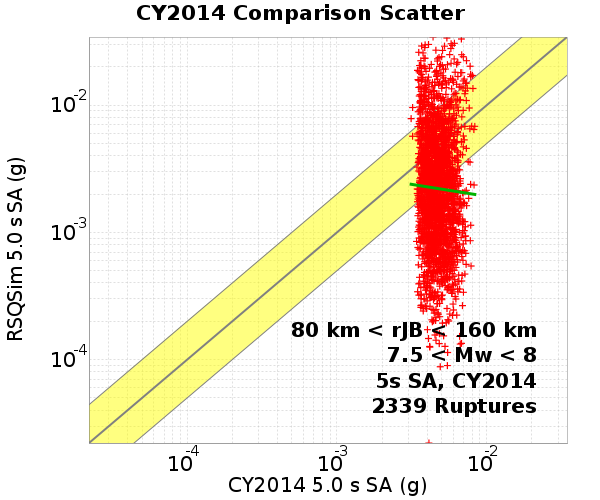 CY2014 Comparison Scatter
RSQSim 5.0 s SA (g)
10-2
10-3
10-4
80 km < rJB < 160 km
7.5 < Mw < 8
5s SA, CY2014
2339 Ruptures
10-4
10-3
10-2
CY2014 5.0 s SA (g)